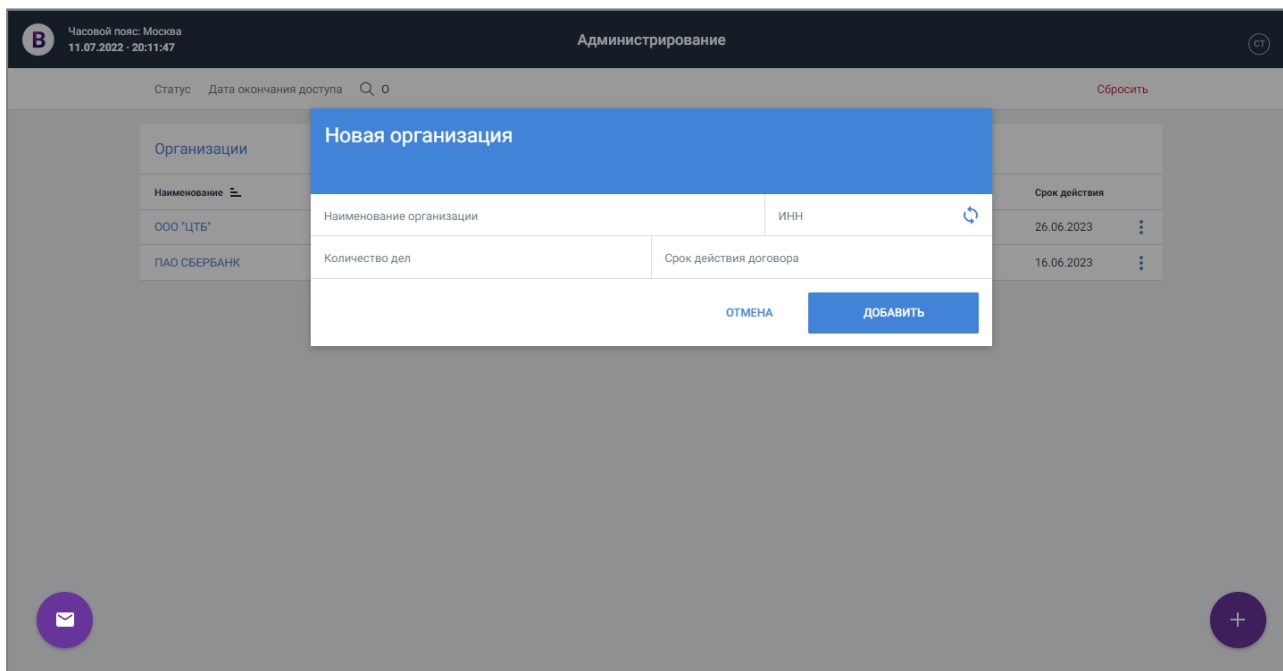 В
Часовой пояс: Москва
11.07.2022 · 20:11:47
Администрирование
СТ
Статус Дата окончания доступа О
Сбросить
Организации
Новая организация
Наименование
Срок действия
Наименование организации ИНН
ООО "ЦТБ"
26.06.2023
Количество дел Срок действия договора
ПАО СБЕРБАНК
16.06.2023
ОТМЕНА ДОБАВИТЬ